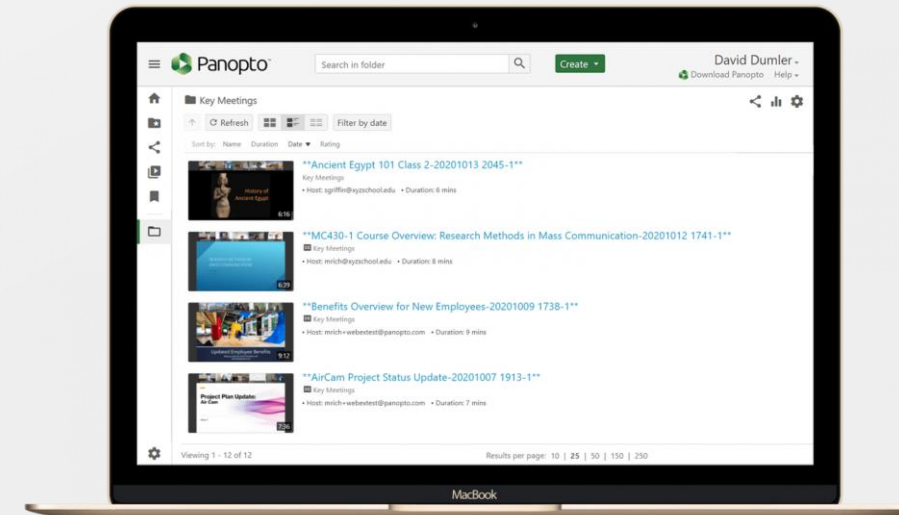 Panopto
Search in folder
Create
David Dumler
Download Panopto Help
Key Meetings
Refresh
Filter by date
Sort by: Name Duration Date ▼ Rating
History of
Ancient Egypt
6:16
**Ancient Egypt 101 Class 2-20201013 2045-1**
Key Meetings
• Host: sgriffin@xyzschool.edu • Duration: 6 mins
6:39
**MC430-1 Course Overview: Research Methods in Mass Communication-20201012 1741-1**
Key Meetings
• Host: mrich@xyzschool.edu • Duration: 8 mins
Updated Employee Benefits
9:12
**Benefits Overview for New Employees-20201009 1738-1**
Key Meetings
• Host: mrich+webextest@panopto.com • Duration: 9 mins
Project Plan Update:
Air Cam
7:36
**AirCam Project Status Update-20201007 1913-1**
Key Meetings
• Host: mrich+webextest@panopto.com • Duration: 7 mins
Viewing 1 - 12 of 12
Results per page: 10 | 25 | 50 | 150 | 250
MacBook